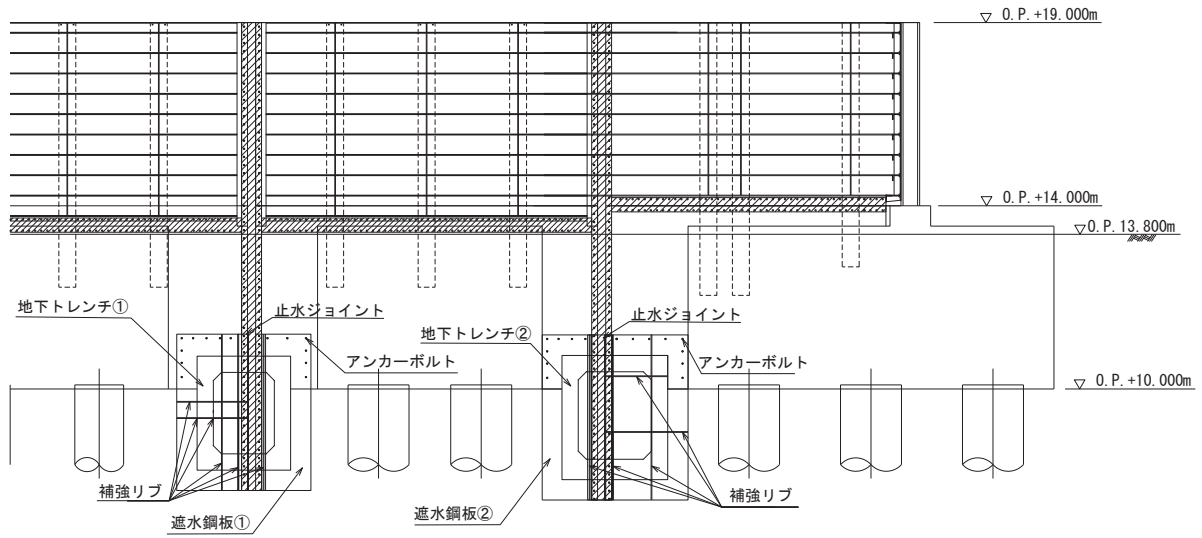 ▽ O.P.+19.000m
▽ O.P.+14.000m
▽O.P.13.800m
地下トレンチ①
止水ジョイント
アンカーボルト
地下トレンチ②
止水ジョイント
アンカーボルト
▽ O.P.+10.000m
補強リブ
遮水鋼板①
遮水鋼板②
補強リブ